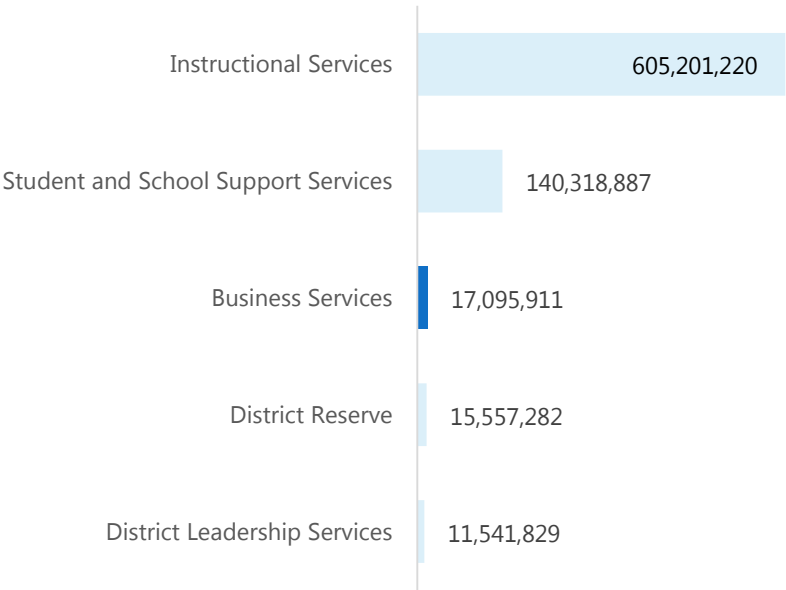 Instructional Services 605,201,220
Student and School Support Services 140,318,887
Business Services 17,095,911
District Reserve 15,557,282
District Leadership Services 11,541,829